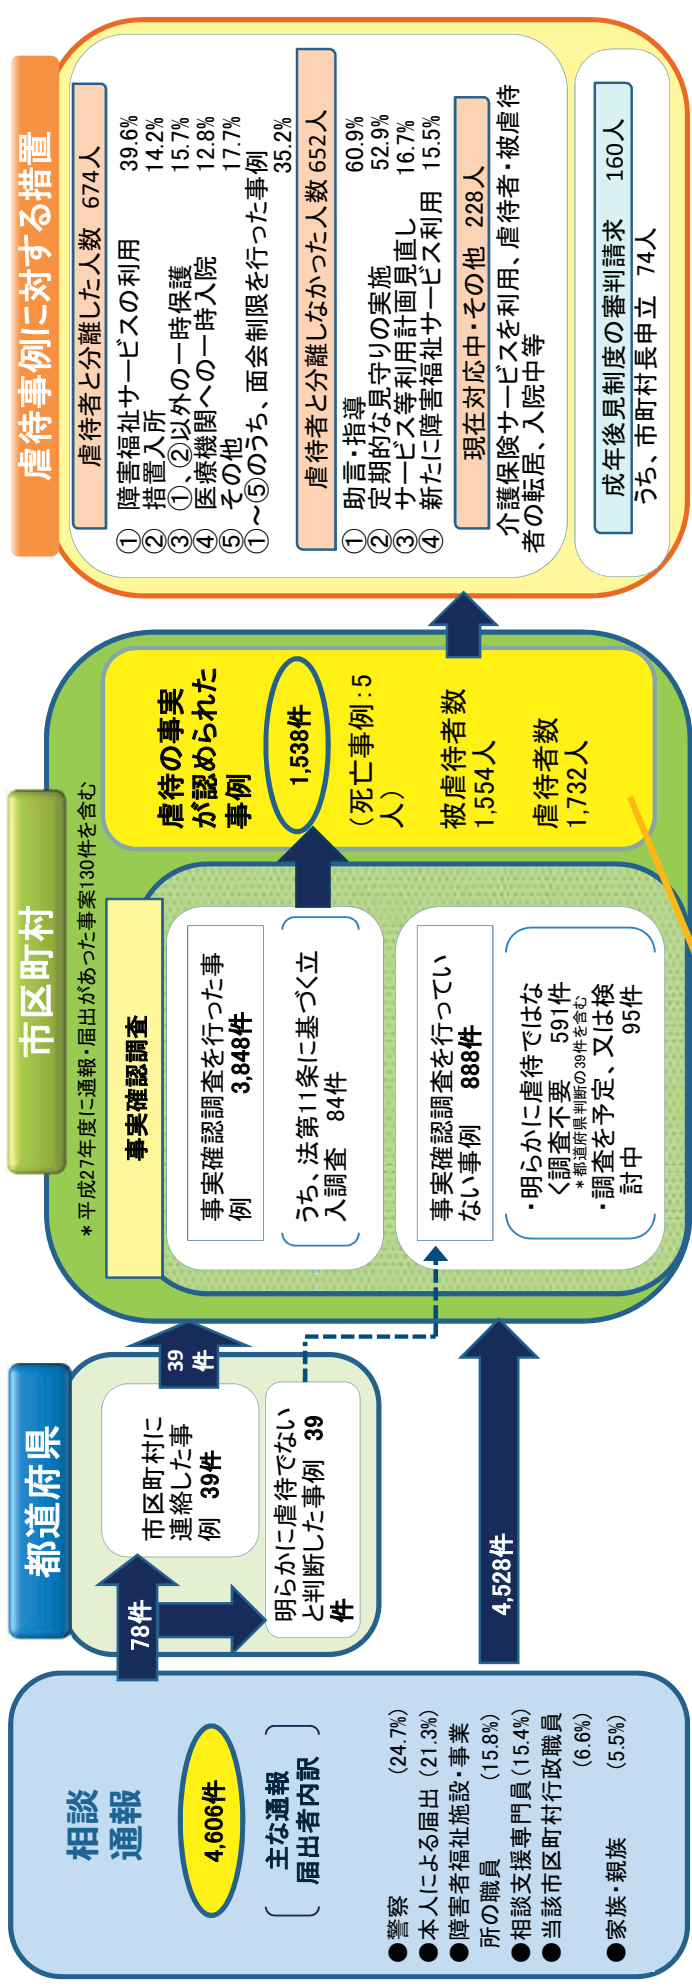 相談
通報
4,606件
主な通報
届出者内訳
●警察 (24.7%)
●本人による届出 (21.3%)
●障害者福祉施設・事業
所の職員 (15.8%)
●相談支援専門員 (15.4%)
●当該市区町村行政職員
(6.6%)
●家族・親族 (5.5%)
78件
4,528件
都道府県
市区町村に
連絡した事
例 39件
明らかに虐待でない
と判断した事例 39
件
39
件
市区町村
*平成27年度に通報・届出があった事案130件を含む
事実確認調査
事実確認調査を行った事
例 3,848件
うち、法第11条に基づく立
入調査 84件
事実確認調査を行ってい
ない事例 888件
・明らかに虐待ではな
く調査不要 591件
*都道府県判断の39件を含む
・調査を予定、又は検
討中 95件
虐待の事実
が認められた
事例
1,538件
(死亡事例:5
人)
被虐待者数
1,554人
虐待者数
1,732人
虐待事例に対する措置
虐待者と分離した人数 674人
① 障害福祉サービスの利用 39.6%
② 措置入所 14.2%
③ ①、②以外の一時保護 15.7%
④ 医療機関への一時入院 12.8%
⑤ その他 17.7%
①~⑤のうち、面会制限を行った事例
35.2%
虐待者と分離しなかった人数 652人
① 助言・指導 60.9%
② 定期的な見守りの実施 52.9%
③ サービス等利用計画見直し 16.7%
④ 新たに障害福祉サービス利用 15.5%
現在対応中・その他 228人
介護保険サービスを利用、虐待者・被虐待
者の転居、入院中等
成年後見制度の審判請求 160人
うち、市町村長申立 74人